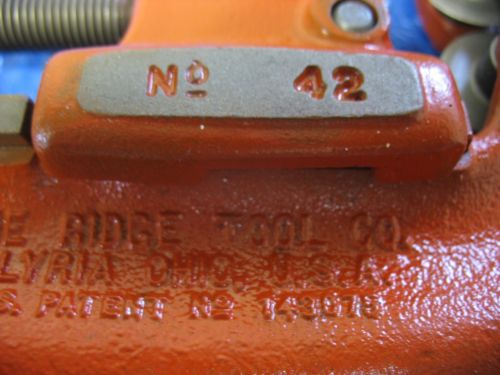 Nº 42
E RIDGE TOOL CO.
LYRIA OHIO, U.S.A.
& PATENT Nº